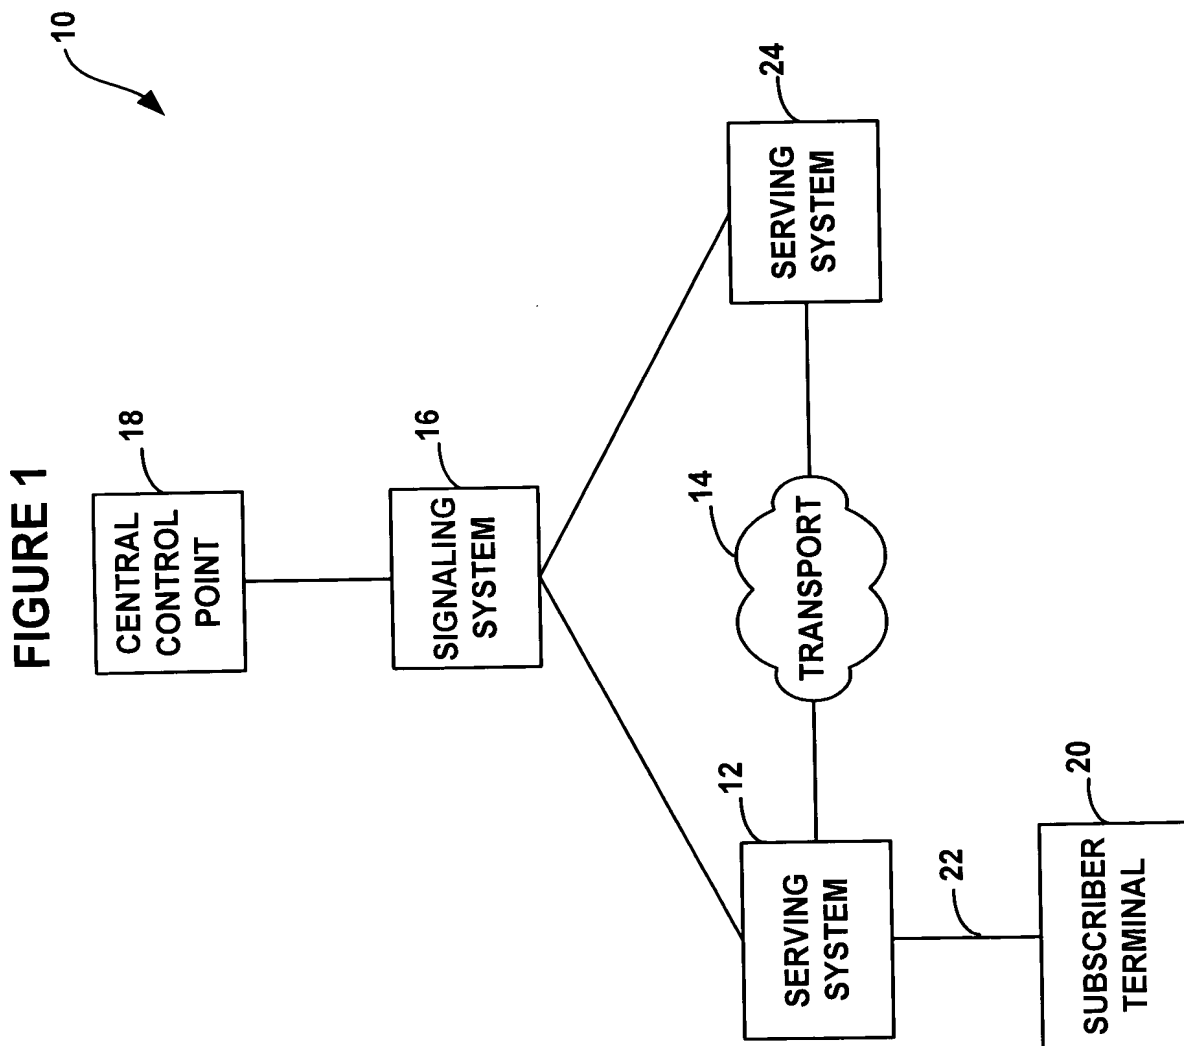 FIGURE 1
10
CENTRAL
CONTROL
POINT
18
SIGNALING
SYSTEM
16
SERVING
SYSTEM
12
TRANSPORT
14
SERVING
SYSTEM
24
22
SUBSCRIBER
TERMINAL
20